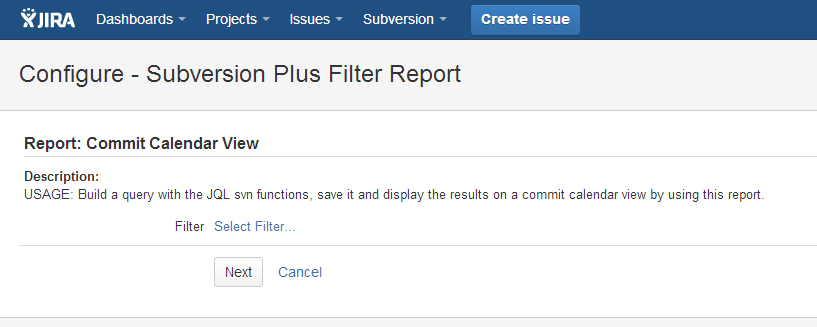 JIRA Dashboards Projects Issues Subversion Create issue
Configure - Subversion Plus Filter Report
Report: Commit Calendar View
Description:
USAGE: Build a query with the JQL svn functions, save it and display the results on a commit calendar view by using this report.
Filter Select Filter...
Next Cancel